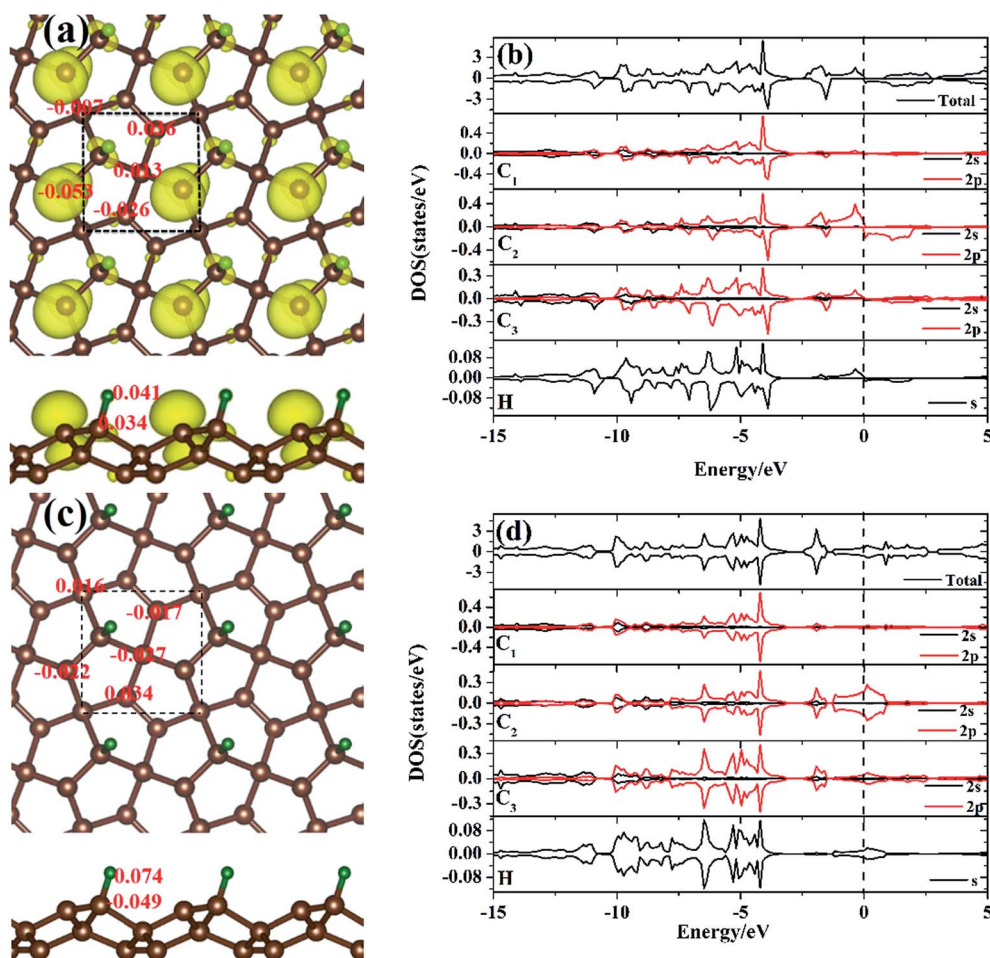 (a)
-0.097
0.036
0.013
-0.053
-0.026
0.041
0.034
(b)
3
0
-3
Total
0.4
0.0
-0.4
C1
2s
2p
0.4
0.0
-0.4
C2
2s
2p
0.3
0.0
-0.3
C3
2s
2p
0.08
0.00
-0.08
H
s
DOS(states/eV)
-15
-10
-5
0
5
Energy/eV
(c)
0.016
-0.017
-0.022
0.034
0.074
-0.049
(d)
3
0
-3
Total
0.4
0.0
-0.4
C1
2s
2p
0.3
0.0
-0.3
C2
2s
2p
0.3
0.0
-0.3
C3
2s
2p
0.08
0.00
-0.08
H
s
DOS(states/eV)
-15
-10
-5
0
5
Energy/eV